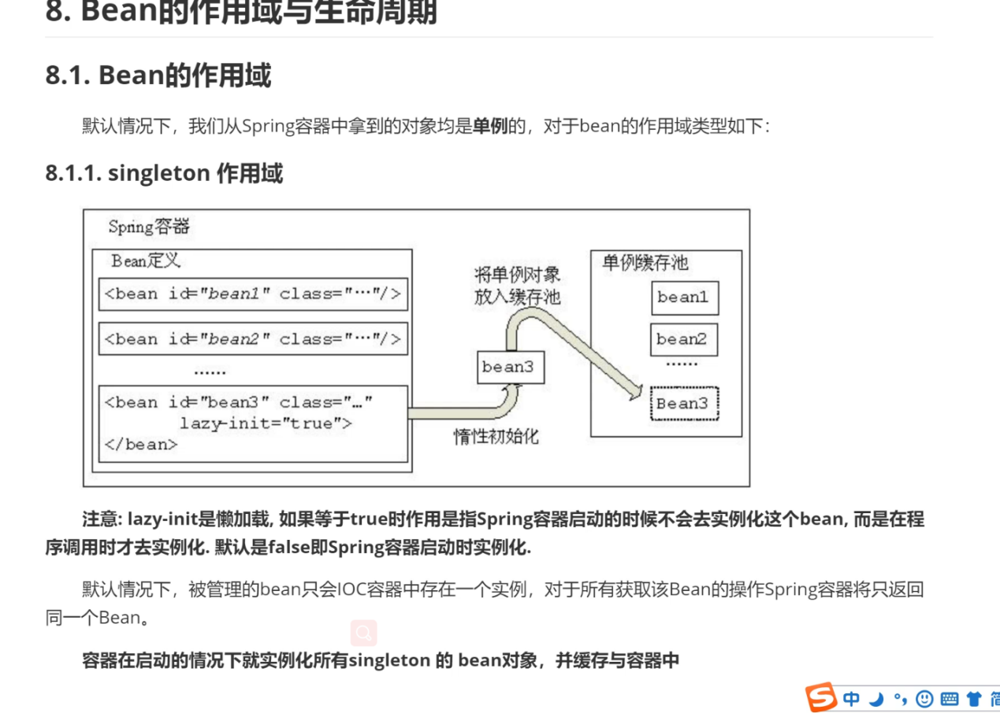 8. Bean的作用域与生命周期
8.1. Bean的作用域
默认情况下，我们从Spring容器中拿到的对象均是单例的，对于bean的作用域类型如下：
8.1.1. singleton 作用域
Spring容器
Bean定义
<bean id="bean1" class="…"/>
<bean id="bean2" class="…"/>
……
<bean id="bean3" class="…"
lazy-init="true">
</bean>
将单例对象
放入缓存池
bean3
惰性初始化
单例缓存池
bean1
bean2
……
Bean3
注意: lazy-init是懒加载, 如果等于true时作用是指Spring容器启动的时候不会去实例化这个bean, 而是在程
序调用时才去实例化. 默认是false即Spring容器启动时实例化.
默认情况下，被管理的bean只会IOC容器中存在一个实例，对于所有获取该Bean的操作Spring容器将只返回
同一个Bean。
容器在启动的情况下就实例化所有singleton 的 bean对象，并缓存与容器中
S 中 简